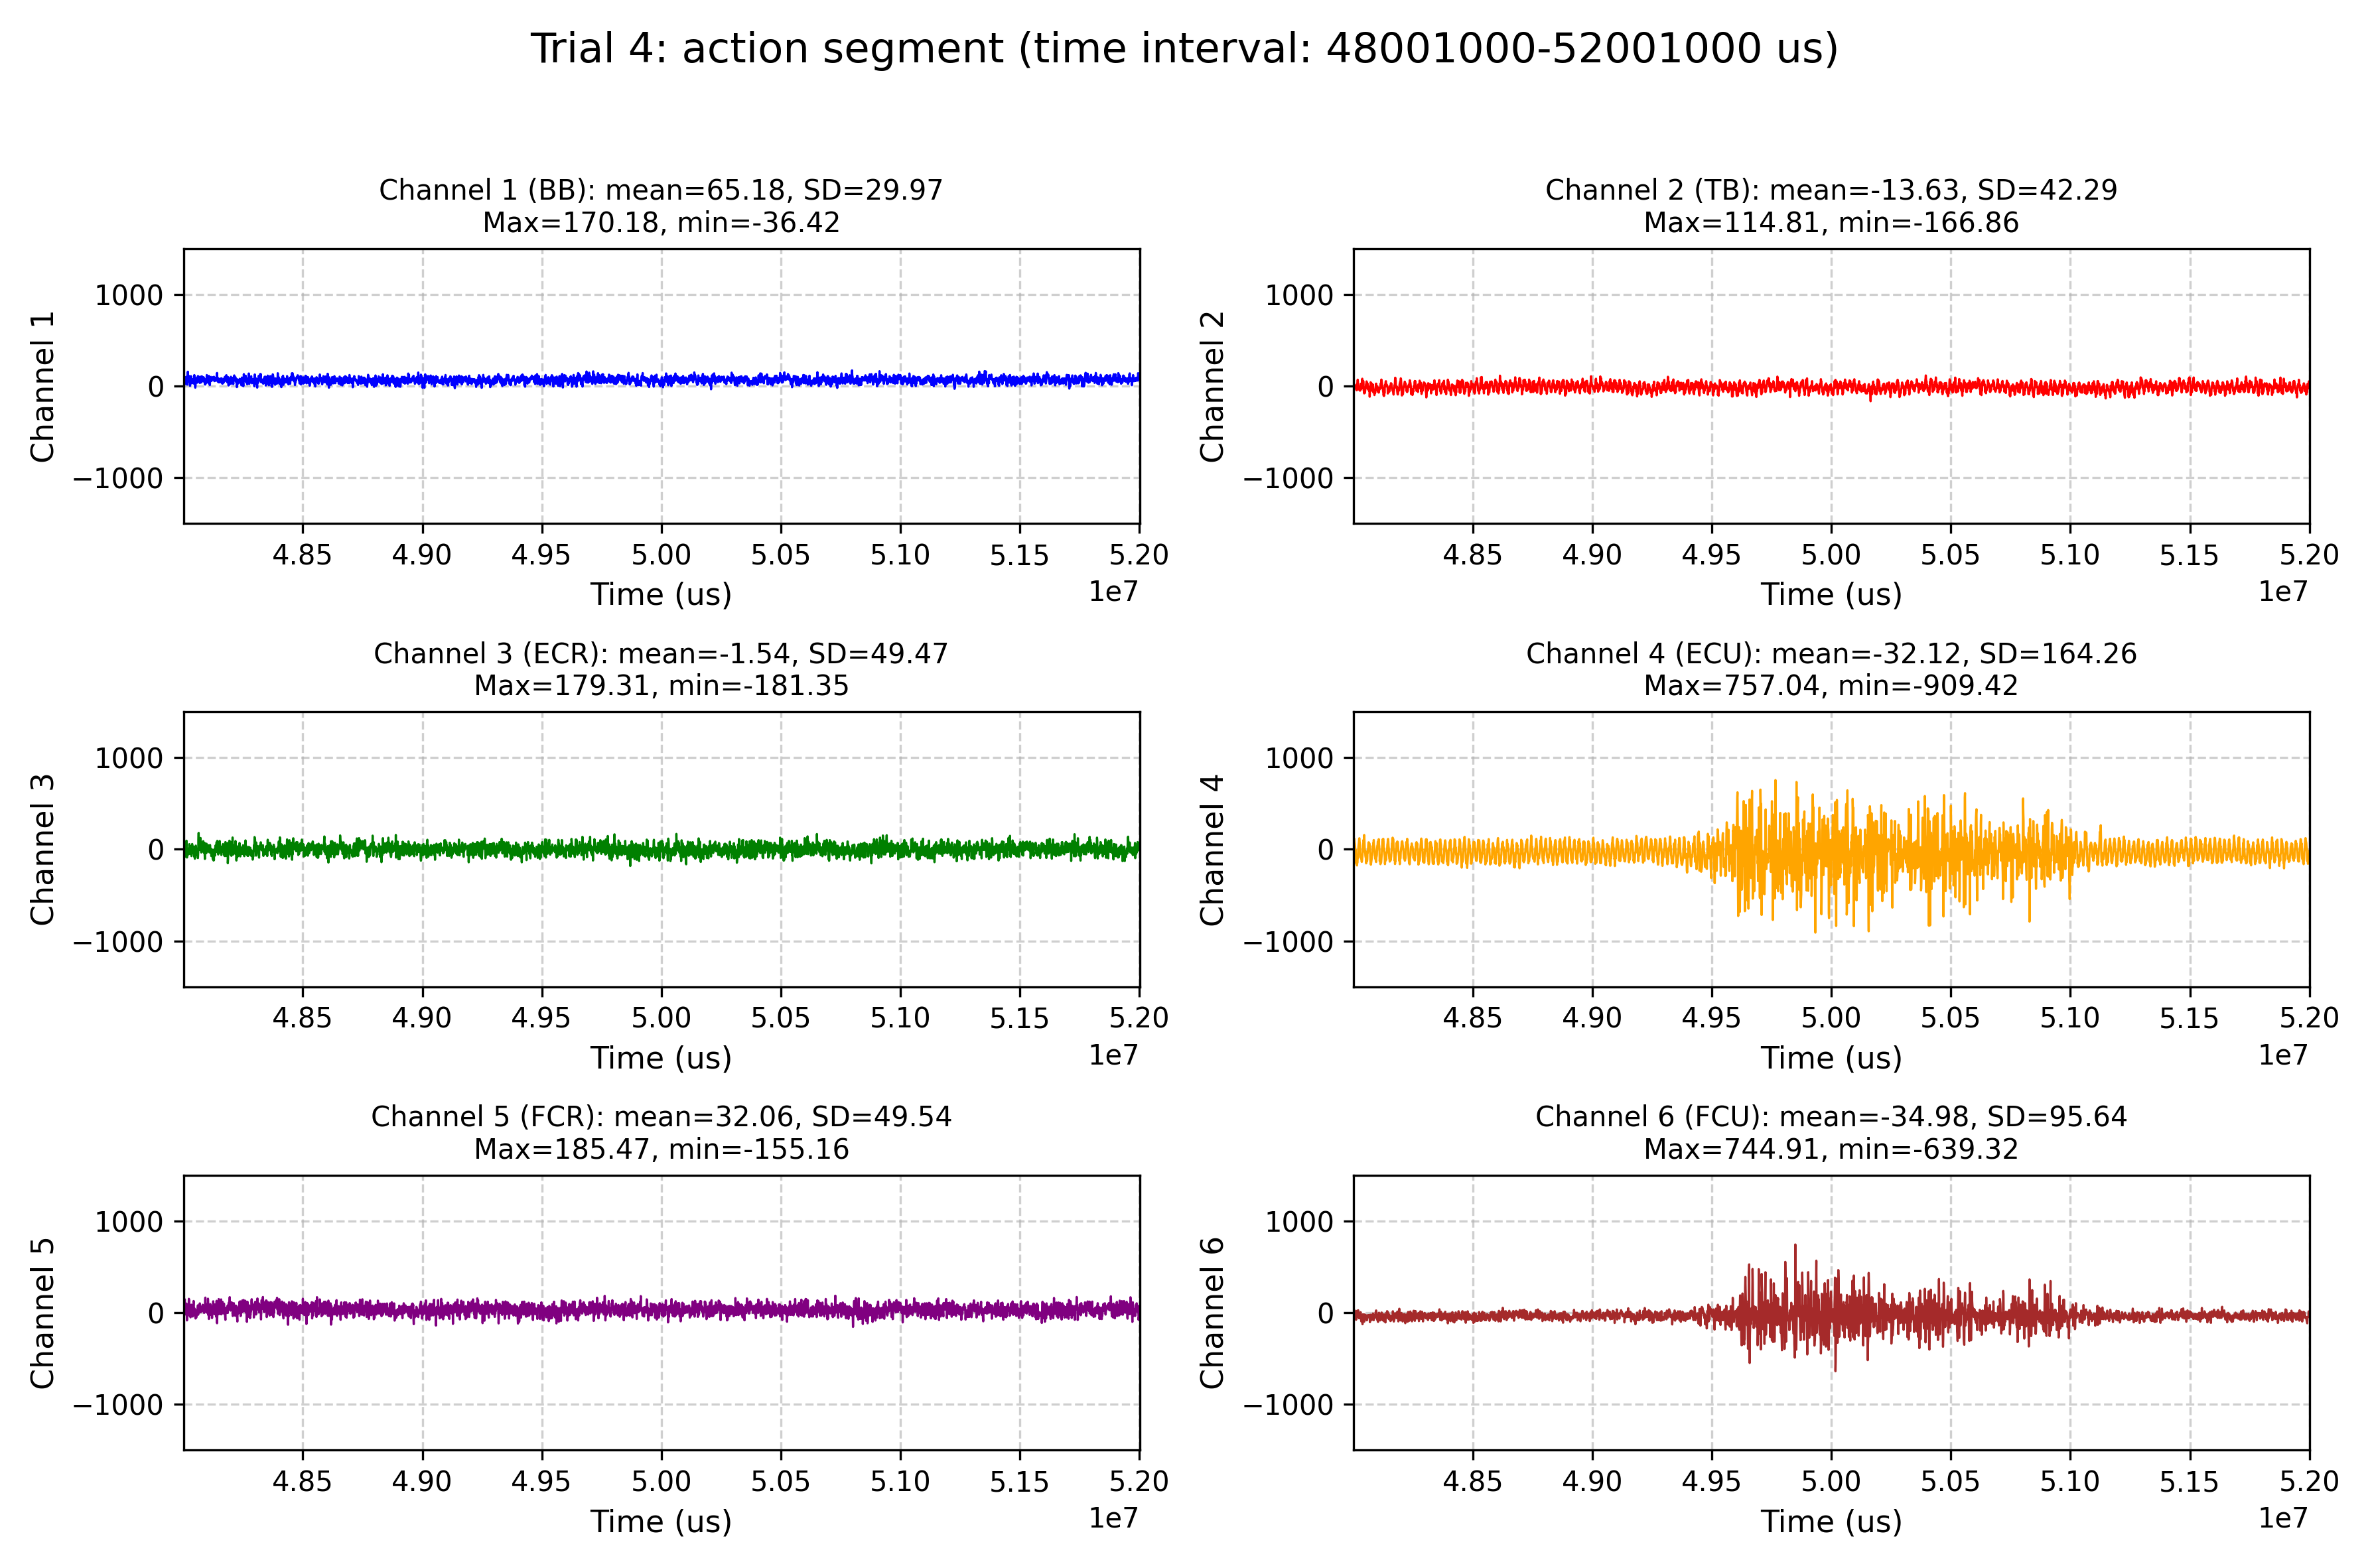 Trial 4: action segment (time interval: 48001000-52001000 us)
Channel 1 (BB): mean=65.18, SD=29.97
Max=170.18, min=-36.42
Channel 1
1000
0
−1000
4.85 4.90 4.95 5.00 5.05 5.10 5.15 5.20
1e7
Time (us)
Channel 2 (TB): mean=-13.63, SD=42.29
Max=114.81, min=-166.86
Channel 2
1000
0
−1000
4.85 4.90 4.95 5.00 5.05 5.10 5.15 5.20
1e7
Time (us)
Channel 3 (ECR): mean=-1.54, SD=49.47
Max=179.31, min=-181.35
Channel 3
1000
0
−1000
4.85 4.90 4.95 5.00 5.05 5.10 5.15 5.20
1e7
Time (us)
Channel 4 (ECU): mean=-32.12, SD=164.26
Max=757.04, min=-909.42
Channel 4
1000
0
−1000
4.85 4.90 4.95 5.00 5.05 5.10 5.15 5.20
1e7
Time (us)
Channel 5 (FCR): mean=32.06, SD=49.54
Max=185.47, min=-155.16
Channel 5
1000
0
−1000
4.85 4.90 4.95 5.00 5.05 5.10 5.15 5.20
1e7
Time (us)
Channel 6 (FCU): mean=-34.98, SD=95.64
Max=744.91, min=-639.32
Channel 6
1000
0
−1000
4.85 4.90 4.95 5.00 5.05 5.10 5.15 5.20
1e7
Time (us)